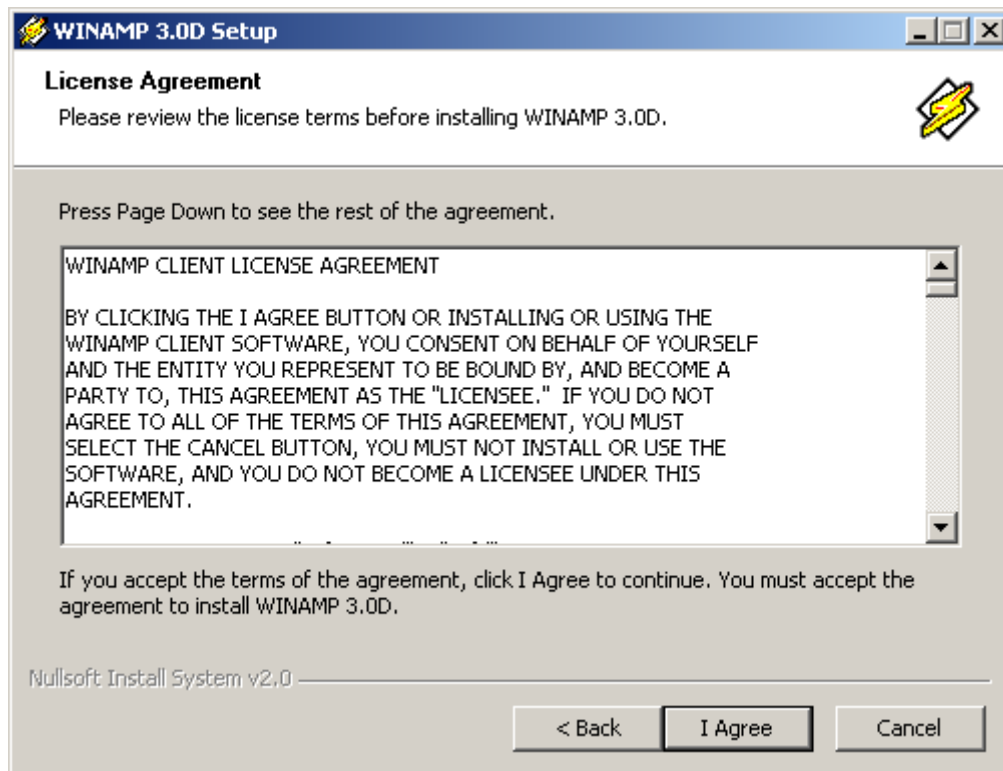 WINAMP 3.0D Setup
License Agreement
Please review the license terms before installing WINAMP 3.0D.
Press Page Down to see the rest of the agreement.
WINAMP CLIENT LICENSE AGREEMENT
BY CLICKING THE I AGREE BUTTON OR INSTALLING OR USING THE
WINAMP CLIENT SOFTWARE, YOU CONSENT ON BEHALF OF YOURSELF
AND THE ENTITY YOU REPRESENT TO BE BOUND BY, AND BECOME A
PARTY TO, THIS AGREEMENT AS THE "LICENSEE."  IF YOU DO NOT
AGREE TO ALL OF THE TERMS OF THIS AGREEMENT, YOU MUST
SELECT THE CANCEL BUTTON, YOU MUST NOT INSTALL OR USE THE
SOFTWARE, AND YOU DO NOT BECOME A LICENSEE UNDER THIS
AGREEMENT.
If you accept the terms of the agreement, click I Agree to continue. You must accept the
agreement to install WINAMP 3.0D.
Nullsoft Install System v2.0
< Back I Agree Cancel